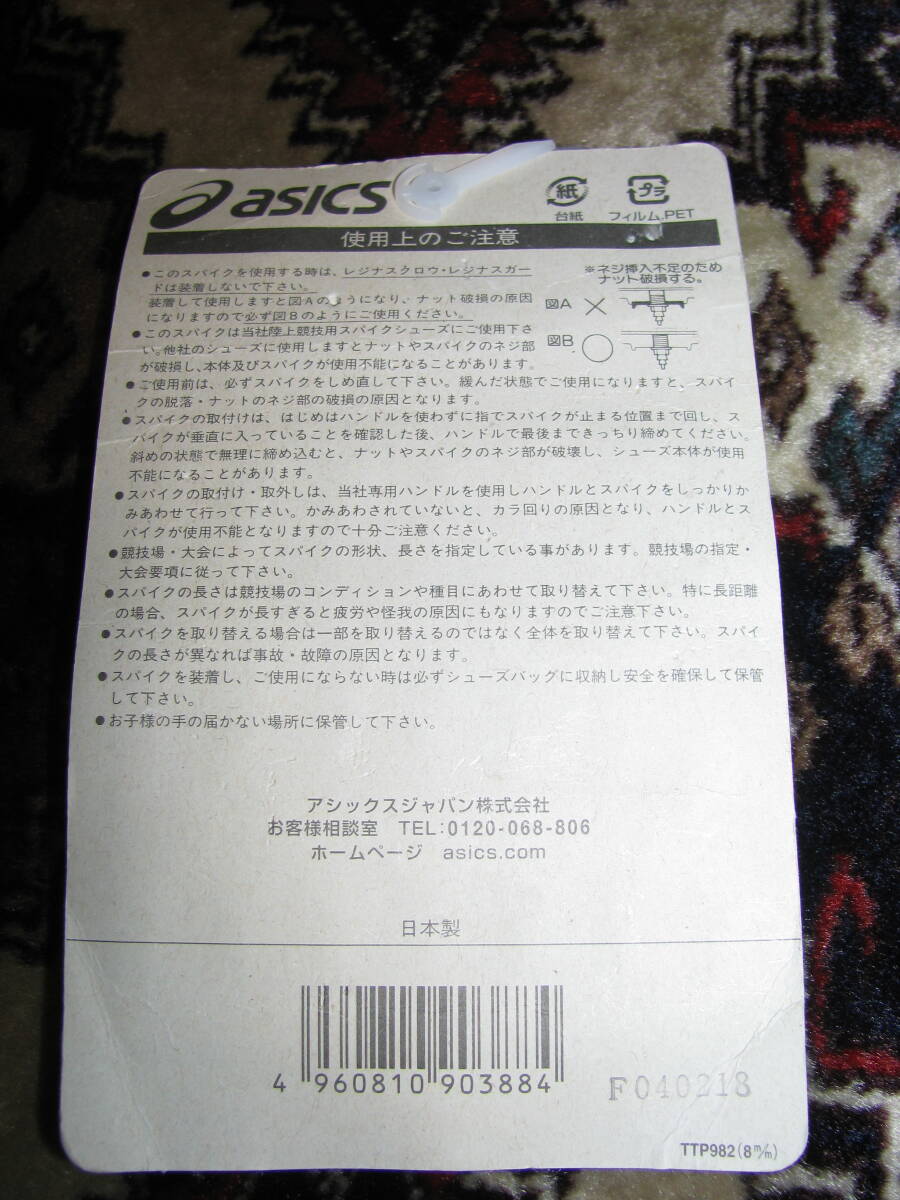 asics
紙
プラ
台紙
フィルム,PET
使用上のご注意
●このスパイクを使用する時は、レジナスクロウ・レジナスガー
ドは装着しないで下さい。
装着して使用しますと図Aのようになり、ナット破損の原因
になりますので必ず図Bのようにご使用ください。
※ネジ挿入不足のため
ナット破損する。
図A
図B
●このスパイクは当社陸上競技用スパイクシューズにご使用下さ
い。他社のシューズに使用しますとナットやスパイクのネジ部
が破損し、本体及びスパイクが使用不能になることがあります。
●ご使用前は、必ずスパイクをしめ直して下さい。緩んだ状態でご使用になりますと、スパイ
クの脱落・ナットのネジ部の破損の原因となります。
●スパイクの取付けは、はじめはハンドルを使わずに指でスパイクが止まる位置まで回し、ス
パイクが垂直に入っていることを確認した後、ハンドルで最後まできっちり締めてください。
斜めの状態で無理に締め込むと、ナットやスパイクのネジ部が破壊し、シューズ本体が使用
不能になることがあります。
●スパイクの取付け・取外しは、当社専用ハンドルを使用しハンドルとスパイクをしっかりか
みあわせて行って下さい。かみあわされていないと、カラ回りの原因となり、ハンドルとス
パイクが使用不能となりますので十分ご注意ください。
●競技場・大会によってスパイクの形状、長さを指定している事があります。競技場の指定・
大会要項に従って下さい。
●スパイクの長さは競技場のコンディションや種目にあわせて取り替えて下さい。特に長距離
の場合、スパイクが長すぎると疲労や怪我の原因にもなりますのでご注意下さい。
●スパイクを取り替える場合は一部を取り替えるのではなく全体を取り替えて下さい。スパイ
クの長さが異なれば事故・故障の原因となります。
●スパイクを装着し、ご使用にならない時は必ずシューズバッグに収納し安全を確保して保管
して下さい。
●お子様の手の届かない場所に保管して下さい。
アシックスジャパン株式会社
お客様相談室 TEL:0120-068-806
ホームページ asics.com
日本製
4 960810 903884
F040213
TTP982(8m/m)